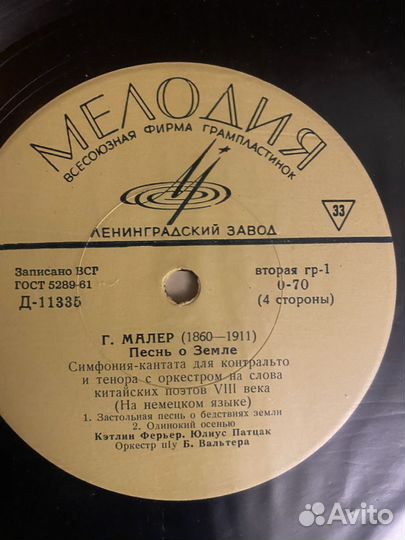 МЕЛОДИЯ
ВСЕСОЮЗНАЯ ФИРМА ГРАМПЛАСТИНОК
ЛЕНИНГРАДСКИЙ ЗАВОД
33
Записано ВСГ
ГОСТ 5289-61
Д-11335
вторая гр-1
0-70
(4 стороны)
Г. МАЛЕР (1860—1911)
Песнь о Земле
Симфония-кантата для контральто
и тенора с оркестром на слова
китайских поэтов VIII века
(На немецком языке)
1. Застольная песнь о бедствиях земли
2. Одинокий осенью
Кэтлин Ферьер, Юлиус Патцак
Оркестр п/у Б. Вальтера
Avito